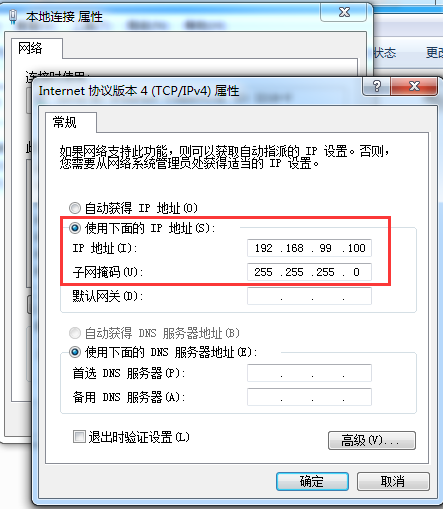 本地连接 属性
网络
连接时使用:
状态
更改
Internet 协议版本 4 (TCP/IPv4) 属性
常规
如果网络支持此功能，则可以获取自动指派的 IP 设置。否则，
您需要从网络系统管理员处获得适当的 IP 设置。
自动获得 IP 地址(O)
使用下面的 IP 地址(S):
IP 地址(I): 192 .168 .99 .100
子网掩码(U): 255 .255 .255 . 0
默认网关(D): . . .
自动获得 DNS 服务器地址(B)
使用下面的 DNS 服务器地址(E):
首选 DNS 服务器(P): . . .
备用 DNS 服务器(A): . . .
退出时验证设置(L)
高级(V)...
确定
取消